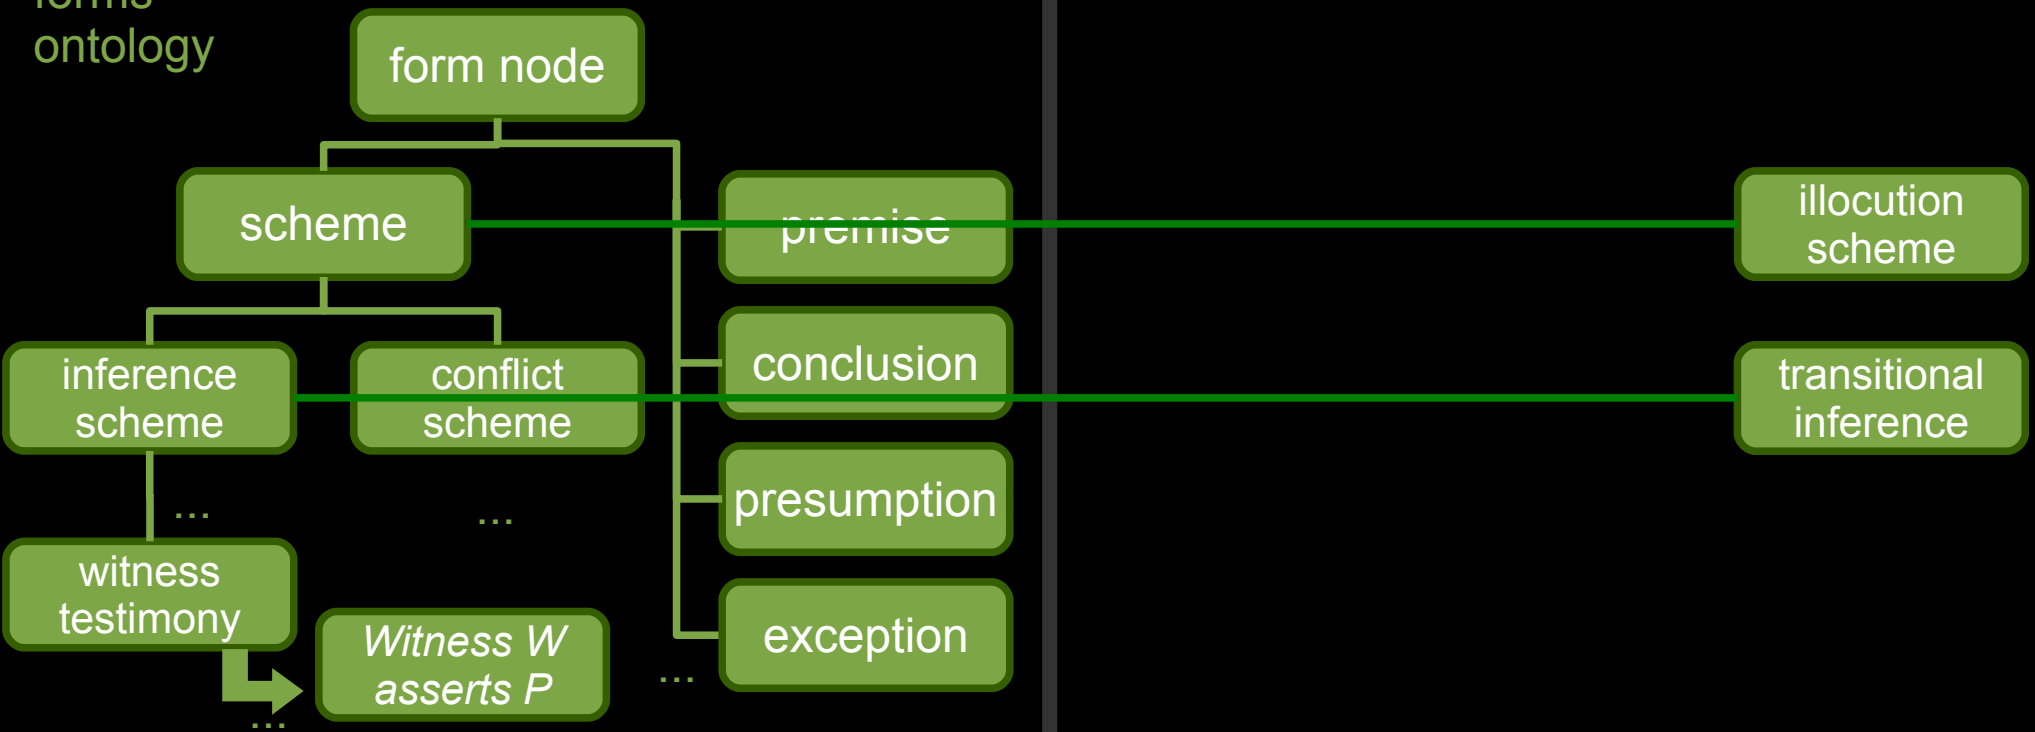 forms
ontology
form node
scheme
premise
illocution
scheme
inference
scheme
conflict
scheme
conclusion
transitional
inference
...
...
presumption
witness
testimony
Witness W
asserts P
...
exception
...